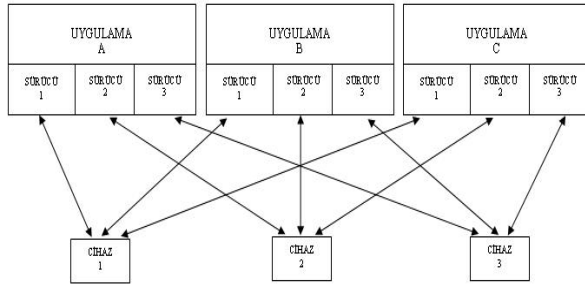 UYGULAMA
A
UYGULAMA
B
UYGULAMA
C
SÜRÜCÜ
1
SÜRÜCÜ
2
SÜRÜCÜ
3
SÜRÜCÜ
1
SÜRÜCÜ
2
SÜRÜCÜ
3
SÜRÜCÜ
1
SÜRÜCÜ
2
SÜRÜCÜ
3
CİHAZ
1
CİHAZ
2
CİHAZ
3